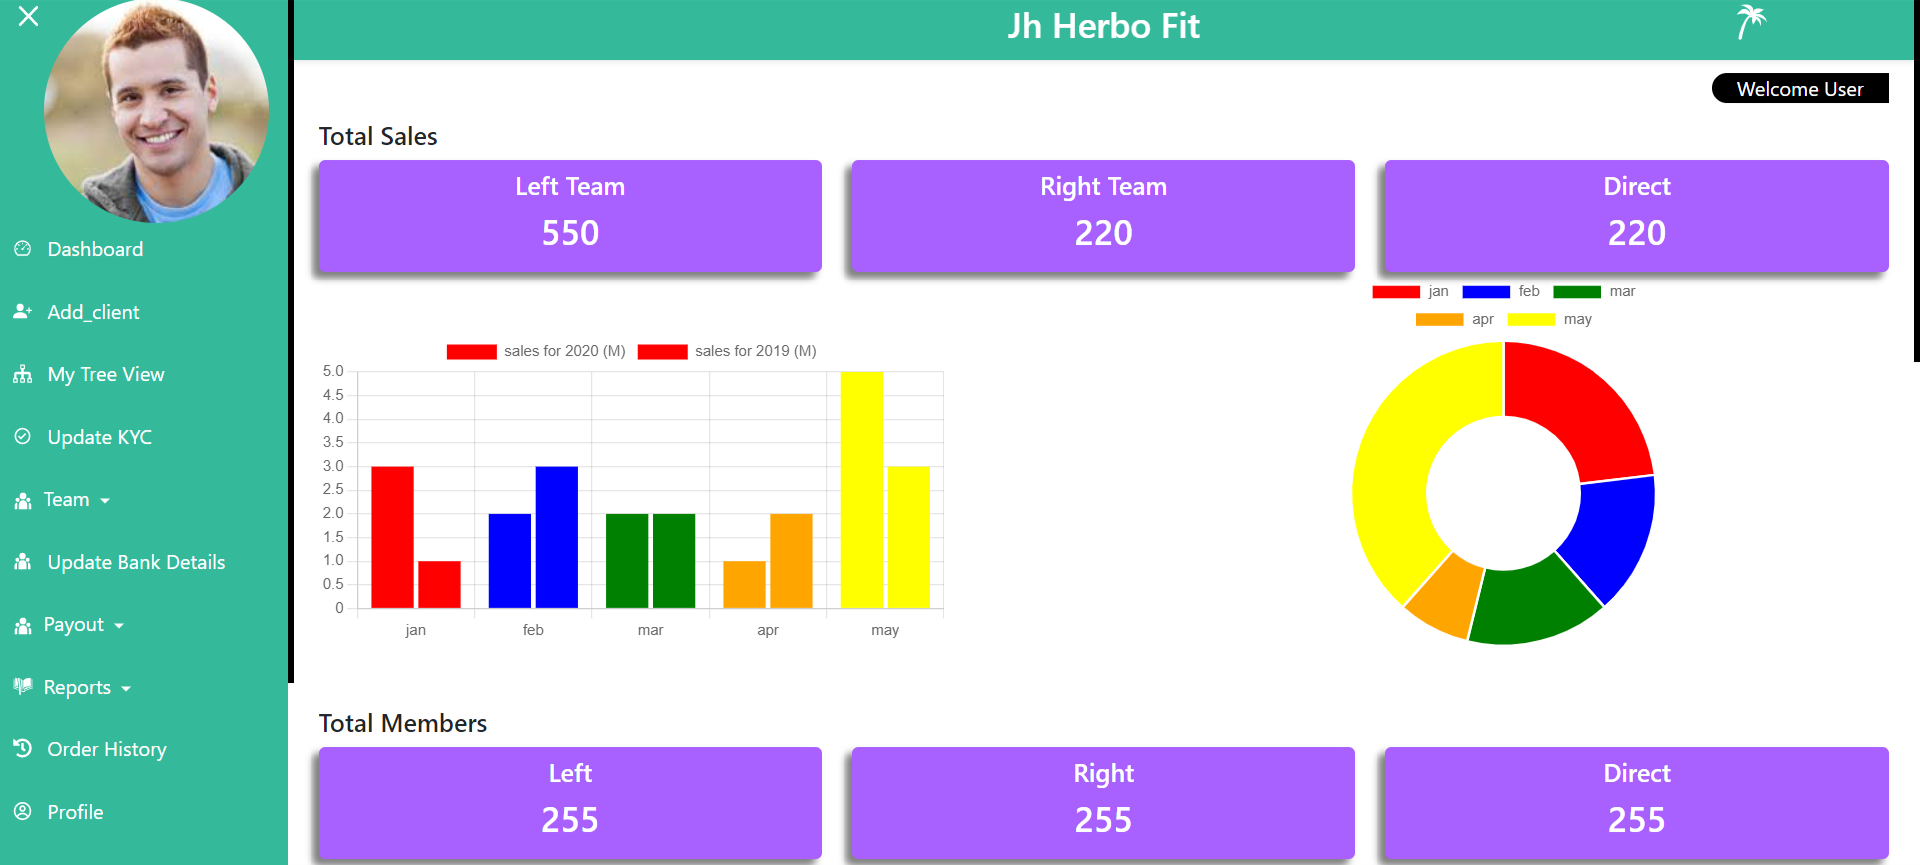 Jh Herbo Fit
Welcome User
Dashboard
Add_client
My Tree View
Update KYC
Team
Update Bank Details
Payout
Reports
Order History
Profile
Total Sales
Left Team
550
Right Team
220
Direct
220
sales for 2020 (M) sales for 2019 (M)
5.0
4.5
4.0
3.5
3.0
2.5
2.0
1.5
1.0
0.5
0
jan feb mar apr may
jan feb mar
apr may
Total Members
Left
255
Right
255
Direct
255